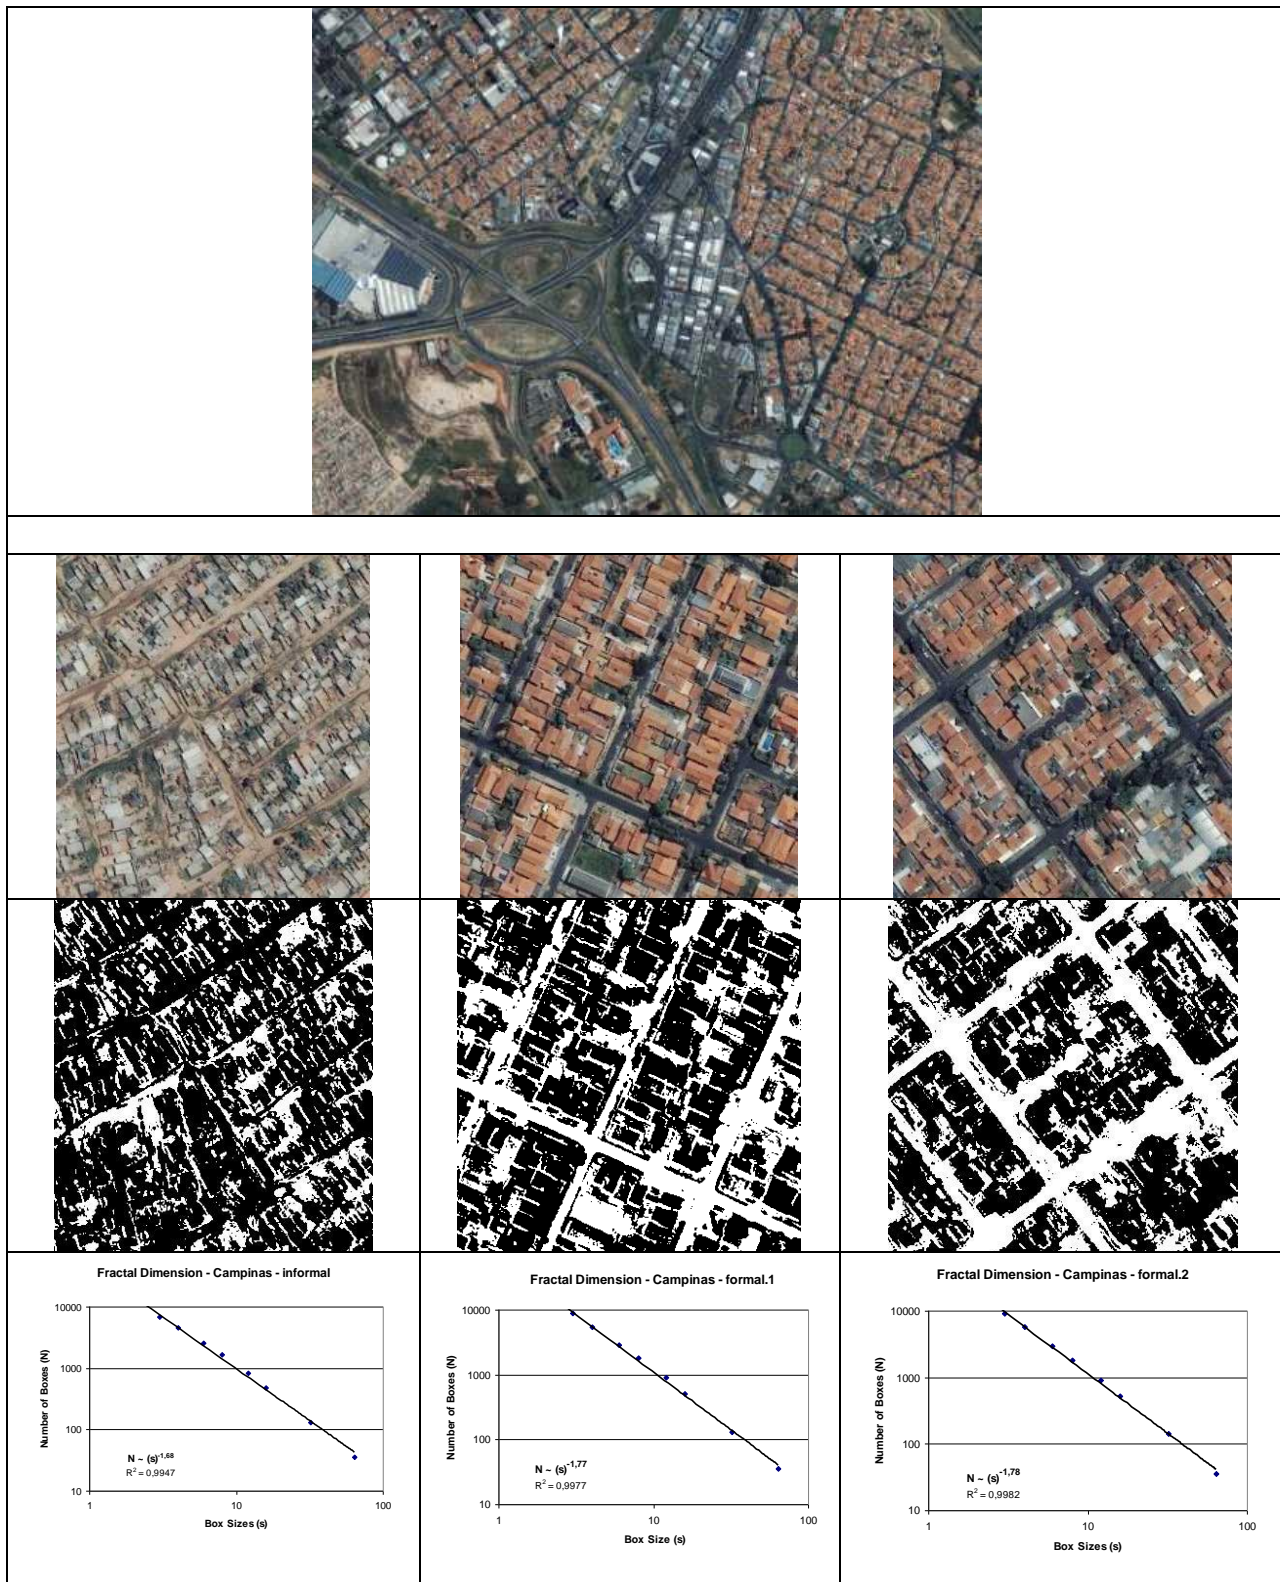 Fractal Dimension - Campinas - informal
10000
1000
100
10
1
10
100
Number of Boxes (N)
Box Sizes (s)
N ~ (s)-1,68
R2 = 0,9947
Fractal Dimension - Campinas - formal.1
10000
1000
100
10
1
10
100
Number of Boxes (N)
Box Size (s)
N ~ (s)-1,77
R2 = 0,9977
Fractal Dimension - Campinas - formal.2
10000
1000
100
10
1
10
100
Number of Boxes (N)
Box Sizes (s)
N ~ (s)-1,78
R2 = 0,9982